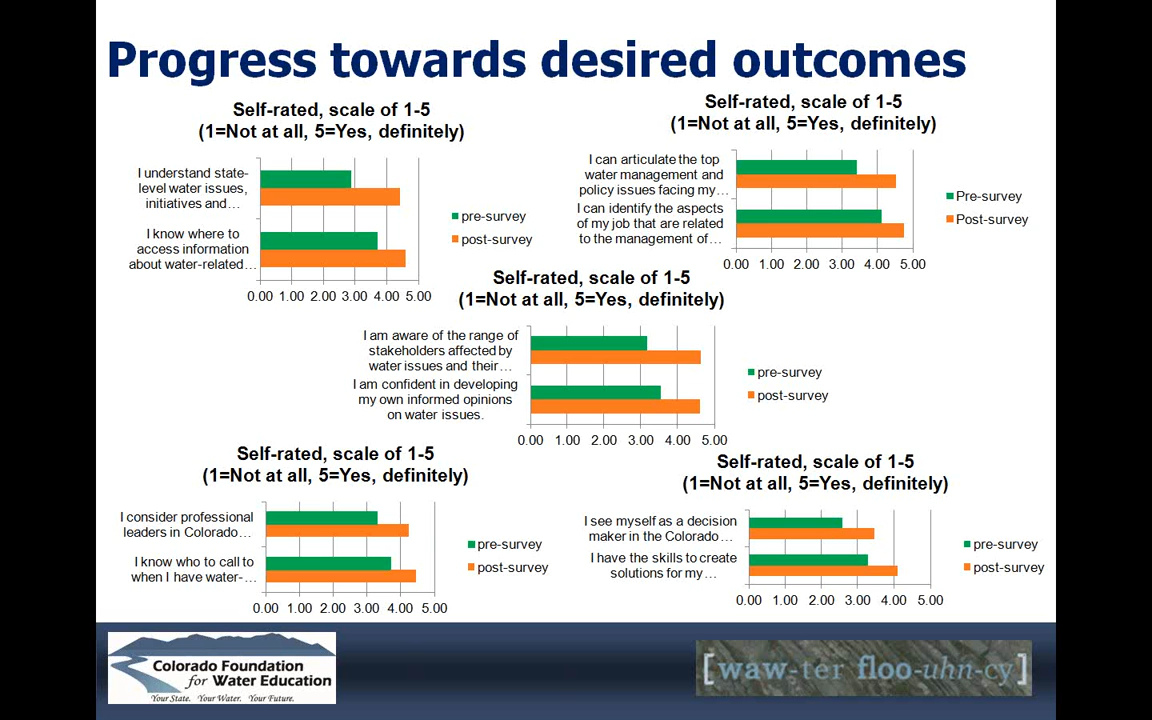 Progress towards desired outcomes
Self-rated, scale of 1-5
(1=Not at all, 5=Yes, definitely)
I understand state-
level water issues,
initiatives and…
I know where to
access information
about water-related…
0.00 1.00 2.00 3.00 4.00 5.00
pre-survey
post-survey
Self-rated, scale of 1-5
(1=Not at all, 5=Yes, definitely)
I can articulate the top
water management and
policy issues facing my…
I can identify the aspects
of my job that are related
to the management of…
0.00 1.00 2.00 3.00 4.00 5.00
Pre-survey
Post-survey
Self-rated, scale of 1-5
(1=Not at all, 5=Yes, definitely)
I am aware of the range of
stakeholders affected by
water issues and their…
I am confident in developing
my own informed opinions
on water issues.
0.00 1.00 2.00 3.00 4.00 5.00
pre-survey
post-survey
Self-rated, scale of 1-5
(1=Not at all, 5=Yes, definitely)
I consider professional
leaders in Colorado…
I know who to call to
when I have water-…
0.00 1.00 2.00 3.00 4.00 5.00
pre-survey
post-survey
Self-rated, scale of 1-5
(1=Not at all, 5=Yes, definitely)
I see myself as a decision
maker in the Colorado…
I have the skills to create
solutions for my…
0.00 1.00 2.00 3.00 4.00 5.00
pre-survey
post-survey
Colorado Foundation
for Water Education
Your State. Your Water. Your Future.
[waw-ter floo-uhn-cy]